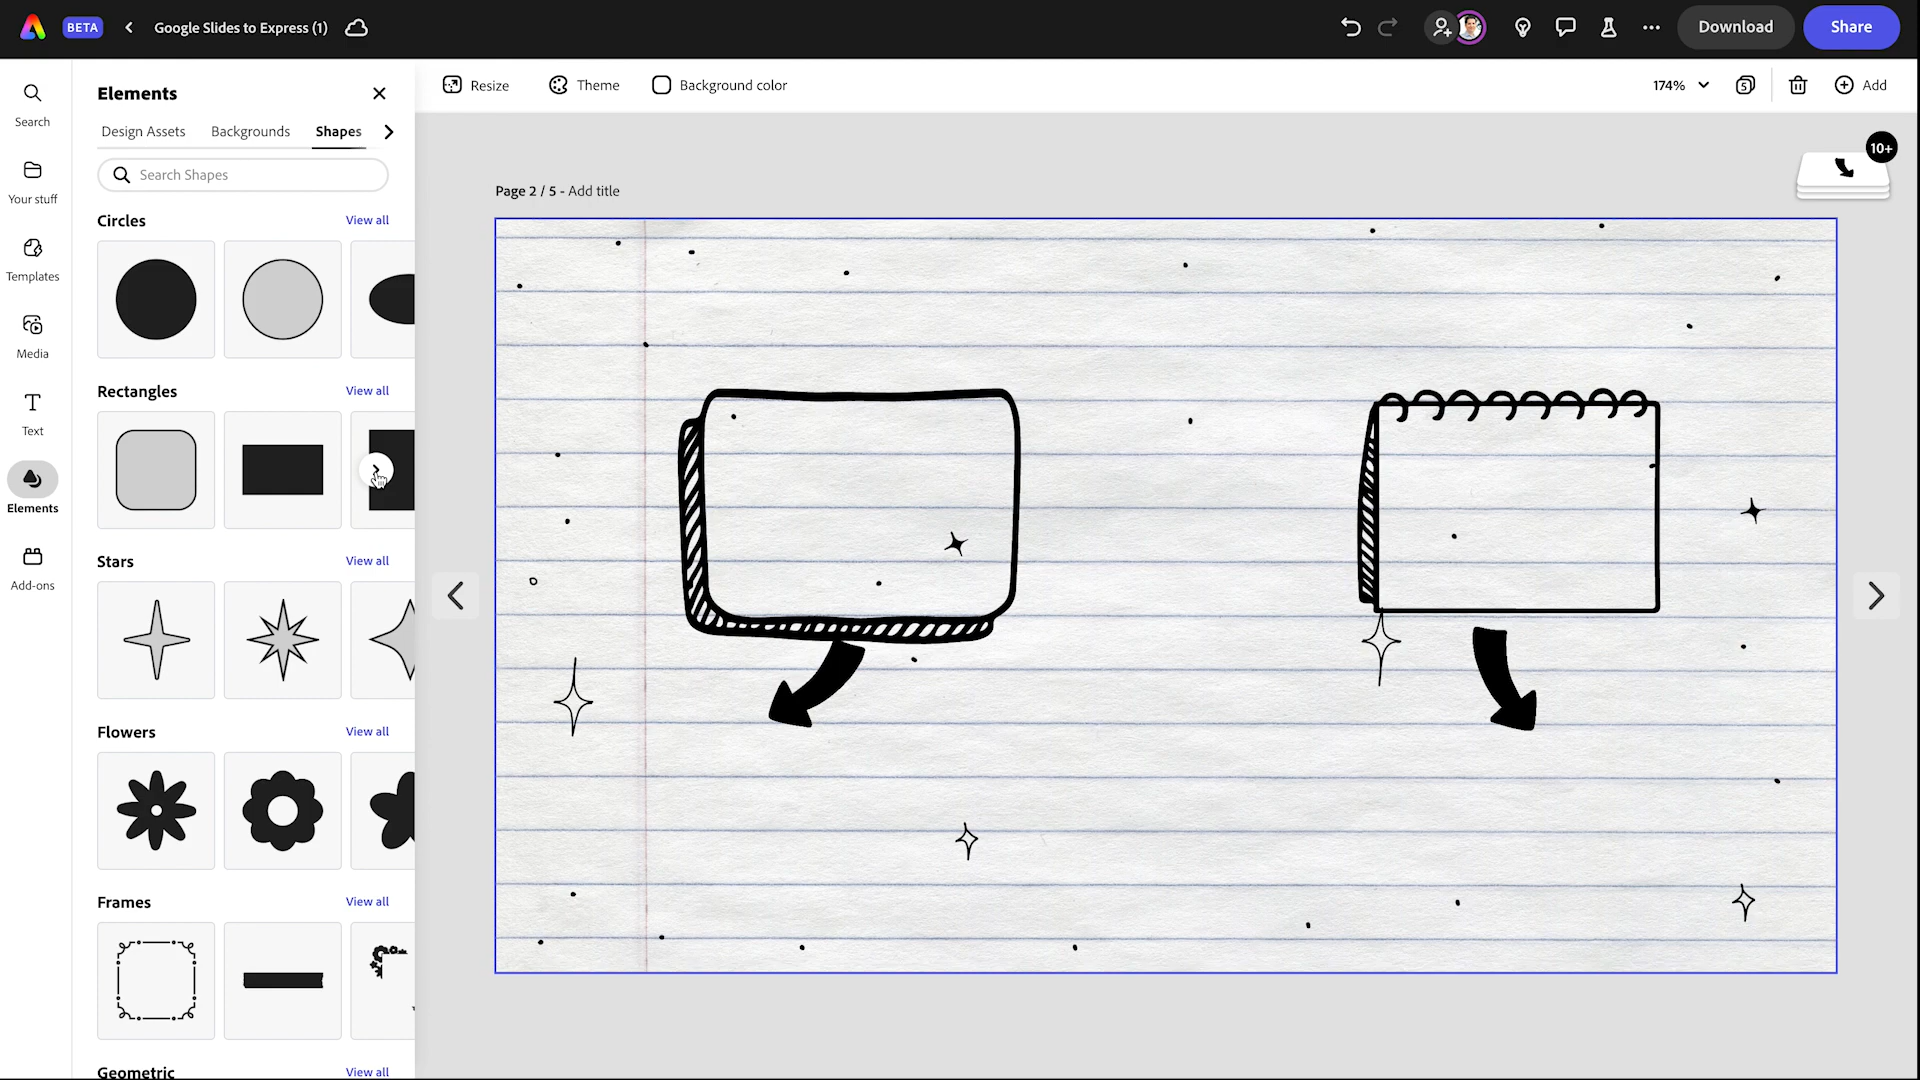 BETA
Google Slides to Express (1)
Download
Share
Search
Your stuff
Templates
Media
Text
Elements
Add-ons
Elements
Design Assets
Backgrounds
Shapes
Search Shapes
Circles
View all
Rectangles
View all
Stars
View all
Flowers
View all
Frames
View all
Geometric
View all
Resize
Theme
Background color
174%
5
Add
10+
Page 2 / 5 - Add title